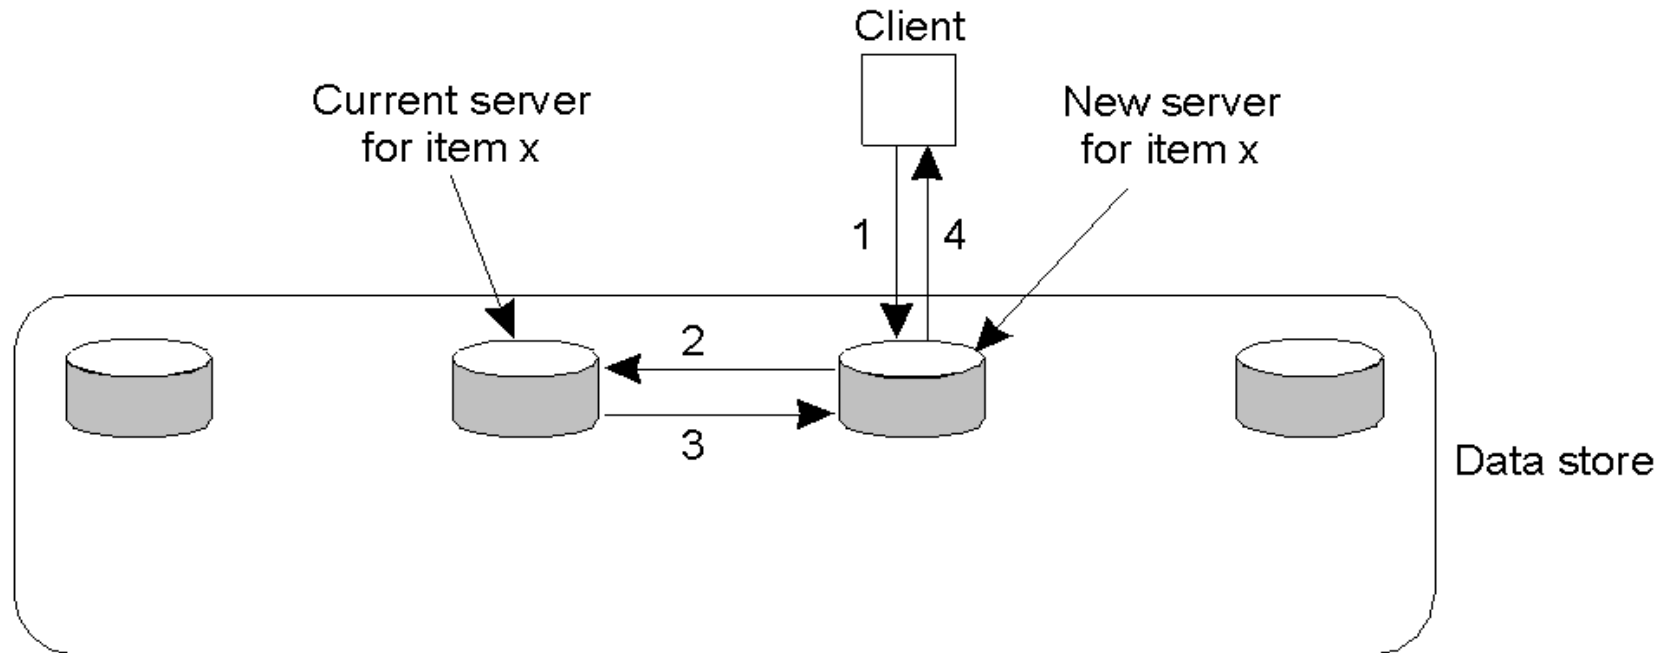 Client
Current server
for item x
New server
for item x
1
4
2
3
Data store